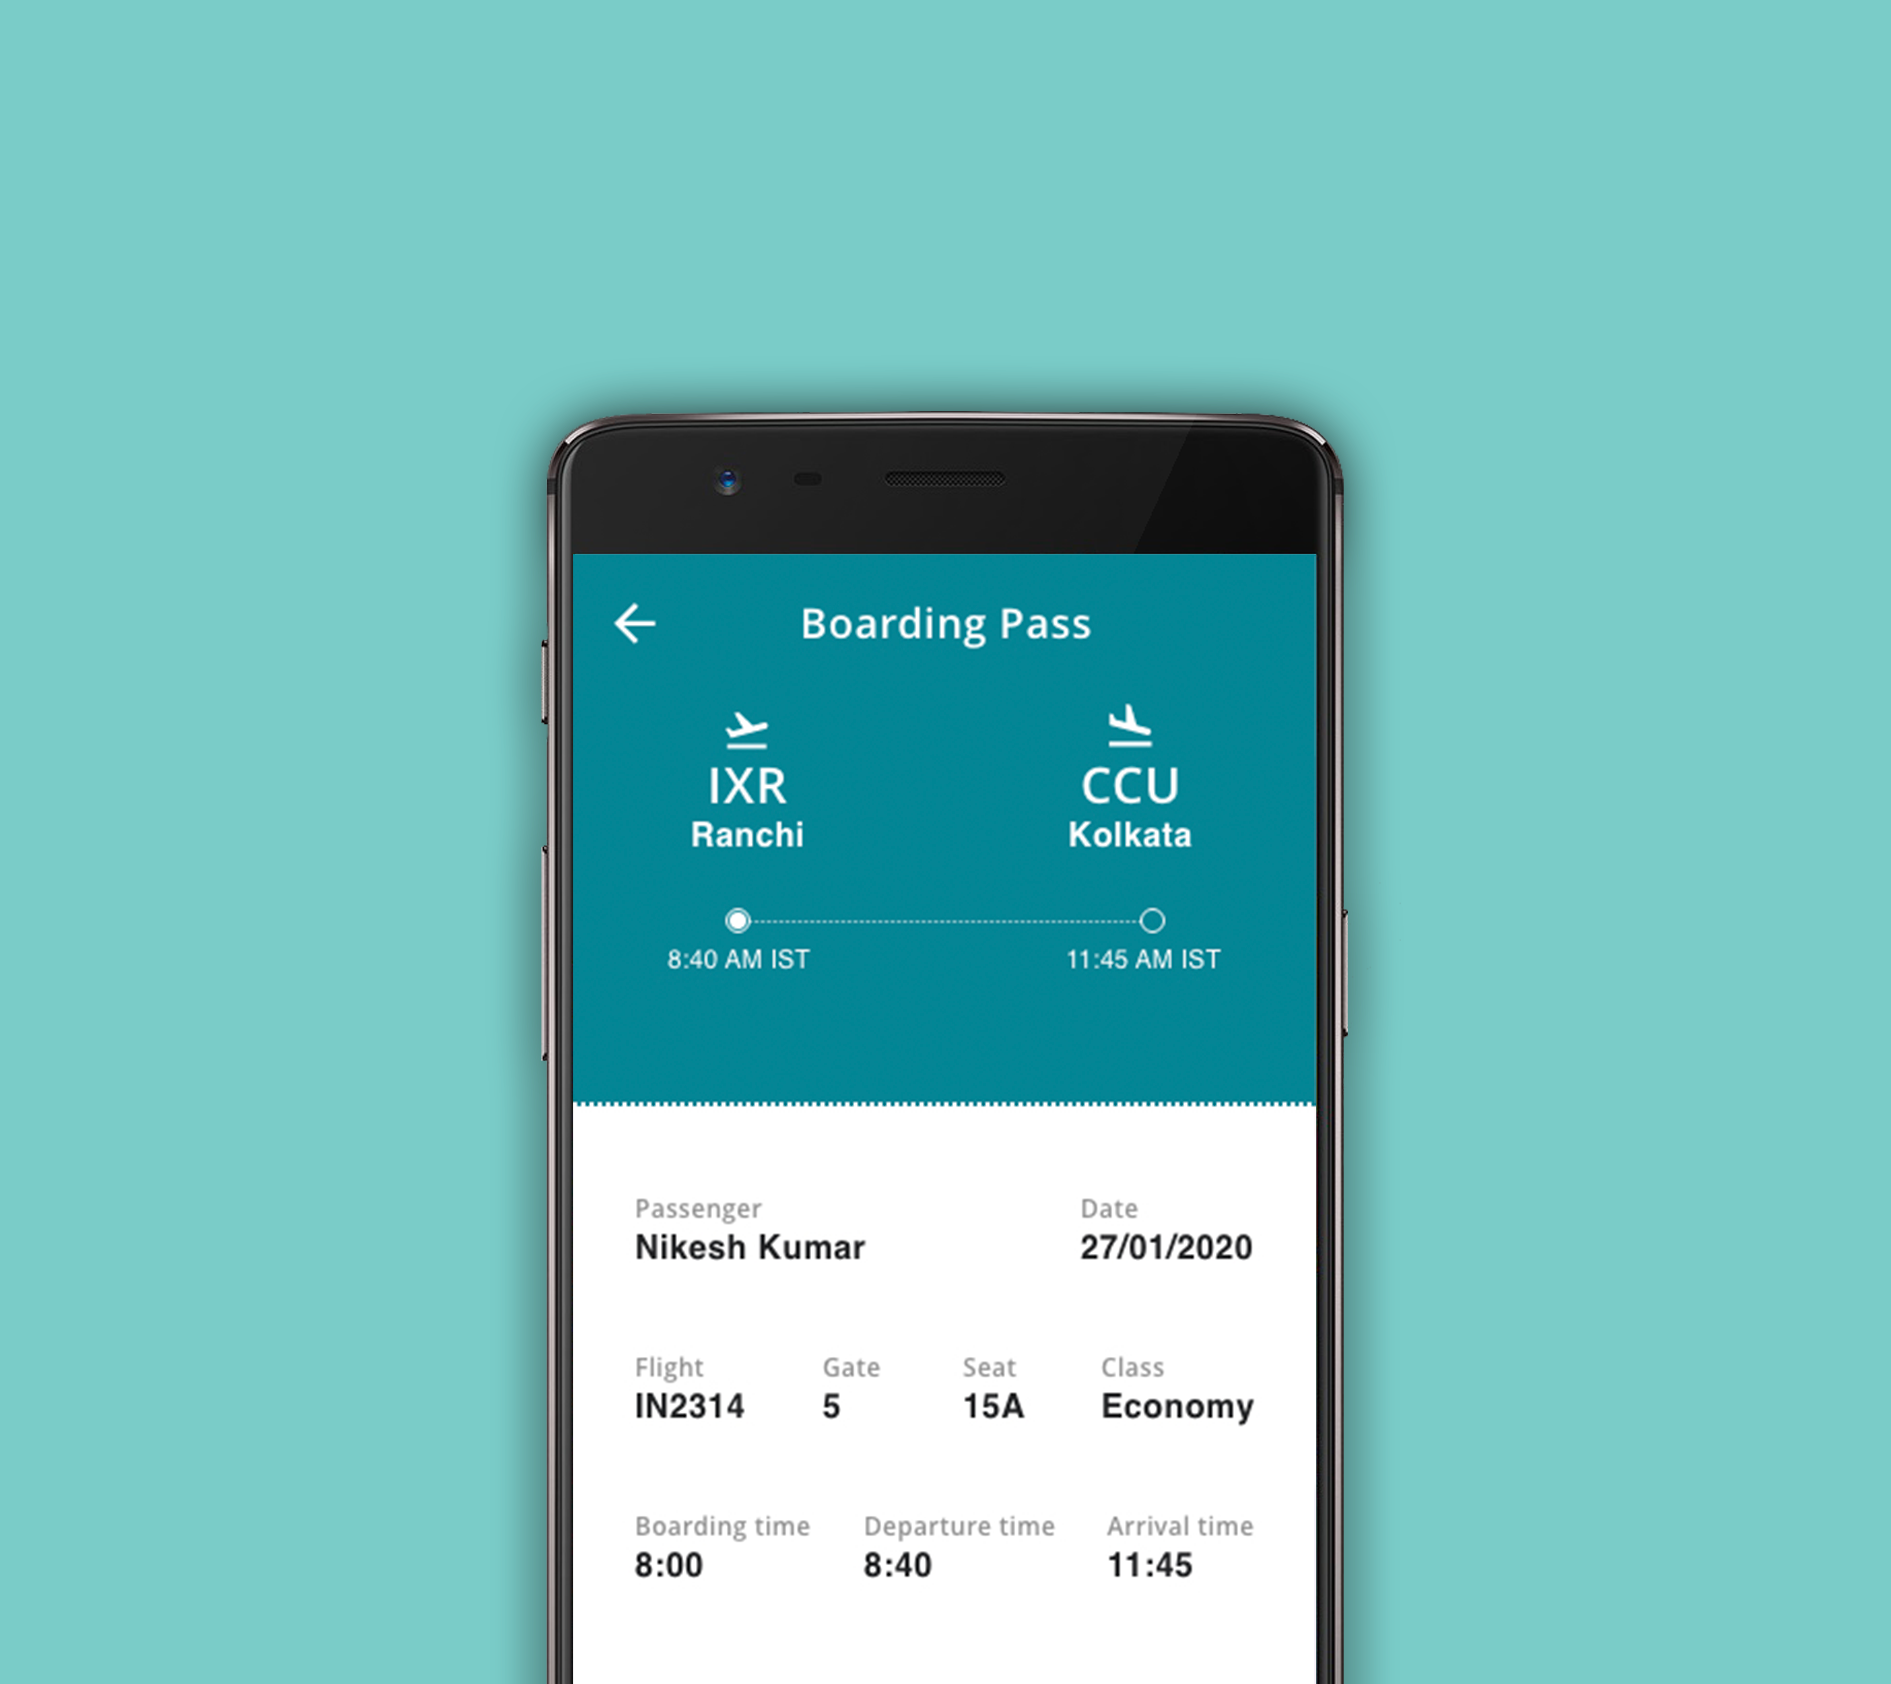 Boarding Pass
IXR CCU
Ranchi Kolkata
8:40 AM IST 11:45 AM IST
Passenger Date
Nikesh Kumar 27/01/2020
Flight Gate Seat Class
IN2314 5 15A Economy
Boarding time Departure time Arrival time
8:00 8:40 11:45